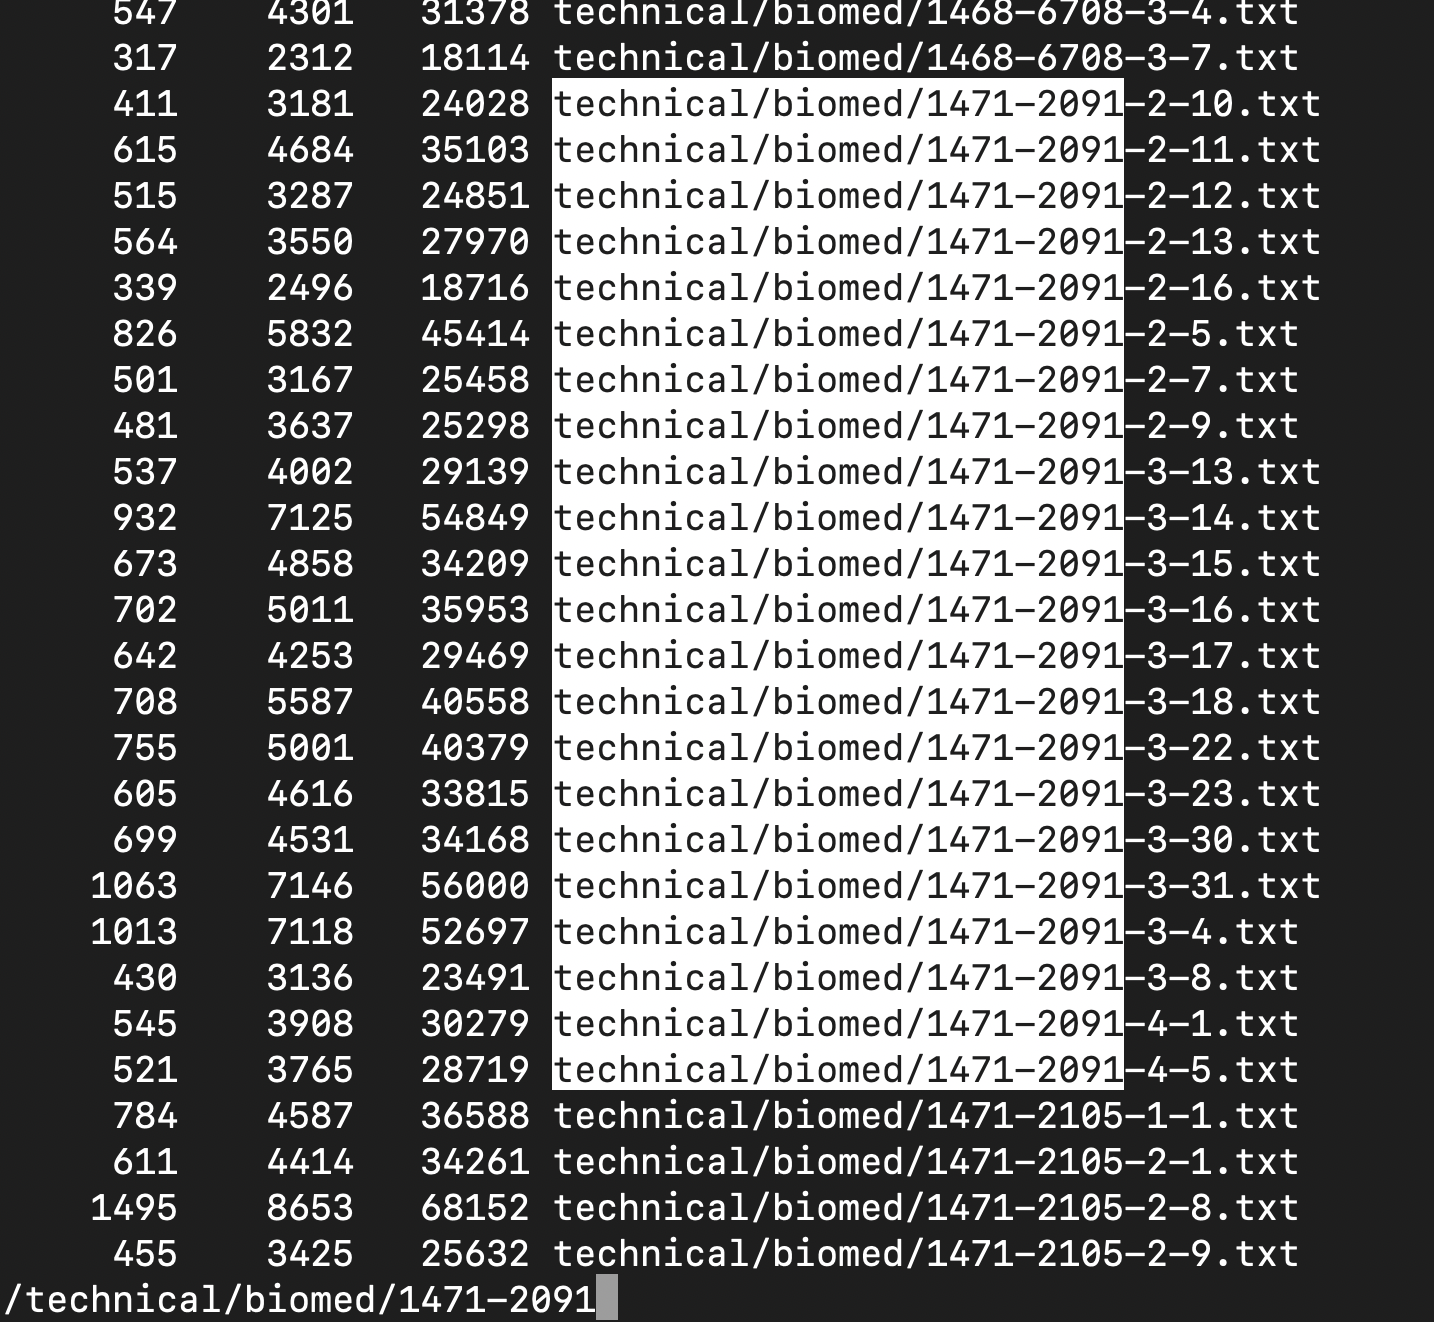 547 4301 31378 technical/biomed/1468-6708-3-4.txt
317 2312 18114 technical/biomed/1468-6708-3-7.txt
411 3181 24028 technical/biomed/1471-2091-2-10.txt
615 4684 35103 technical/biomed/1471-2091-2-11.txt
515 3287 24851 technical/biomed/1471-2091-2-12.txt
564 3550 27970 technical/biomed/1471-2091-2-13.txt
339 2496 18716 technical/biomed/1471-2091-2-16.txt
826 5832 45414 technical/biomed/1471-2091-2-5.txt
501 3167 25458 technical/biomed/1471-2091-2-7.txt
481 3637 25298 technical/biomed/1471-2091-2-9.txt
537 4002 29139 technical/biomed/1471-2091-3-13.txt
932 7125 54849 technical/biomed/1471-2091-3-14.txt
673 4858 34209 technical/biomed/1471-2091-3-15.txt
702 5011 35953 technical/biomed/1471-2091-3-16.txt
642 4253 29469 technical/biomed/1471-2091-3-17.txt
708 5587 40558 technical/biomed/1471-2091-3-18.txt
755 5001 40379 technical/biomed/1471-2091-3-22.txt
605 4616 33815 technical/biomed/1471-2091-3-23.txt
699 4531 34168 technical/biomed/1471-2091-3-30.txt
1063 7146 56000 technical/biomed/1471-2091-3-31.txt
1013 7118 52697 technical/biomed/1471-2091-3-4.txt
430 3136 23491 technical/biomed/1471-2091-3-8.txt
545 3908 30279 technical/biomed/1471-2091-4-1.txt
521 3765 28719 technical/biomed/1471-2091-4-5.txt
784 4587 36588 technical/biomed/1471-2105-1-1.txt
611 4414 34261 technical/biomed/1471-2105-2-1.txt
1495 8653 68152 technical/biomed/1471-2105-2-8.txt
455 3425 25632 technical/biomed/1471-2105-2-9.txt
/technical/biomed/1471-2091